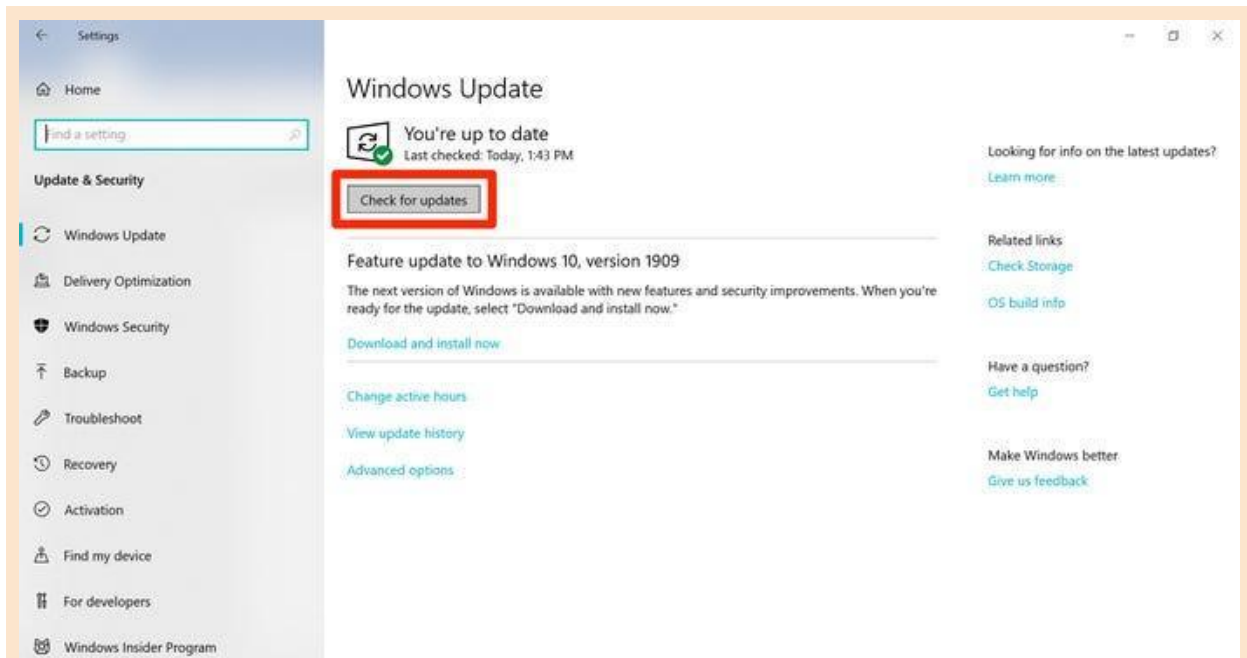 Settings
Home
Find a setting
Update & Security
Windows Update
Delivery Optimization
Windows Security
Backup
Troubleshoot
Recovery
Activation
Find my device
For developers
Windows Insider Program
Windows Update
You're up to date
Last checked: Today, 1:43 PM
Check for updates
Feature update to Windows 10, version 1909
The next version of Windows is available with new features and security improvements. When you're
ready for the update, select "Download and install now."
Download and install now
Change active hours
View update history
Advanced options
Looking for info on the latest updates?
Learn more
Related links
Check Storage
OS build info
Have a question?
Get help
Make Windows better
Give us feedback